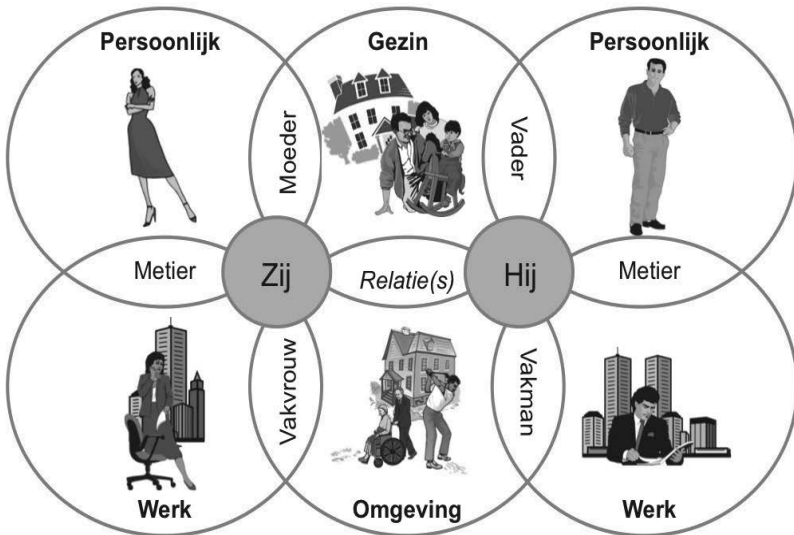 Persoonlijk
Gezin
Persoonlijk
Moeder
Vader
Metier
Zij
Relatie(s)
Hij
Metier
Vakvrouw
Vakman
Werk
Omgeving
Werk